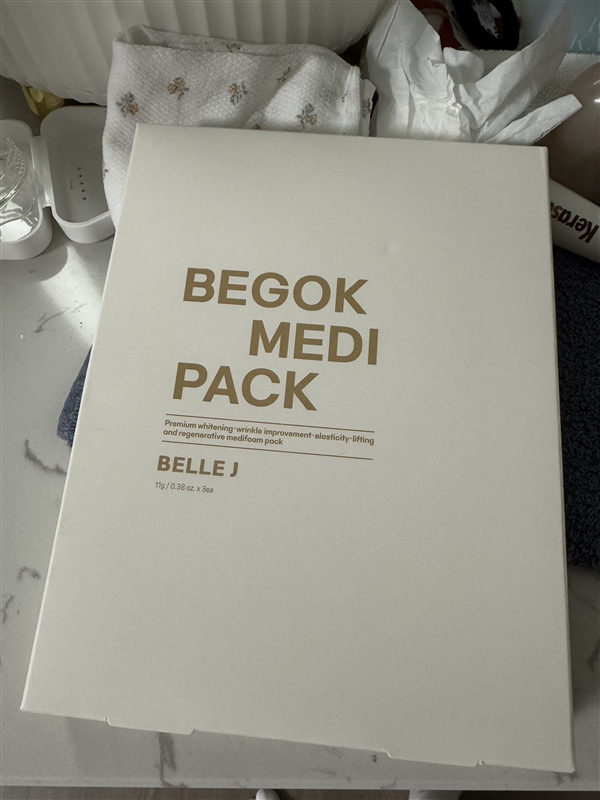 BEGOK
MEDI
PACK
Premium whitening·wrinkle improvement·elasticity·lifting
and regenerative medifoam pack
BELLE J
11g / 0.38 oz. x 3ea